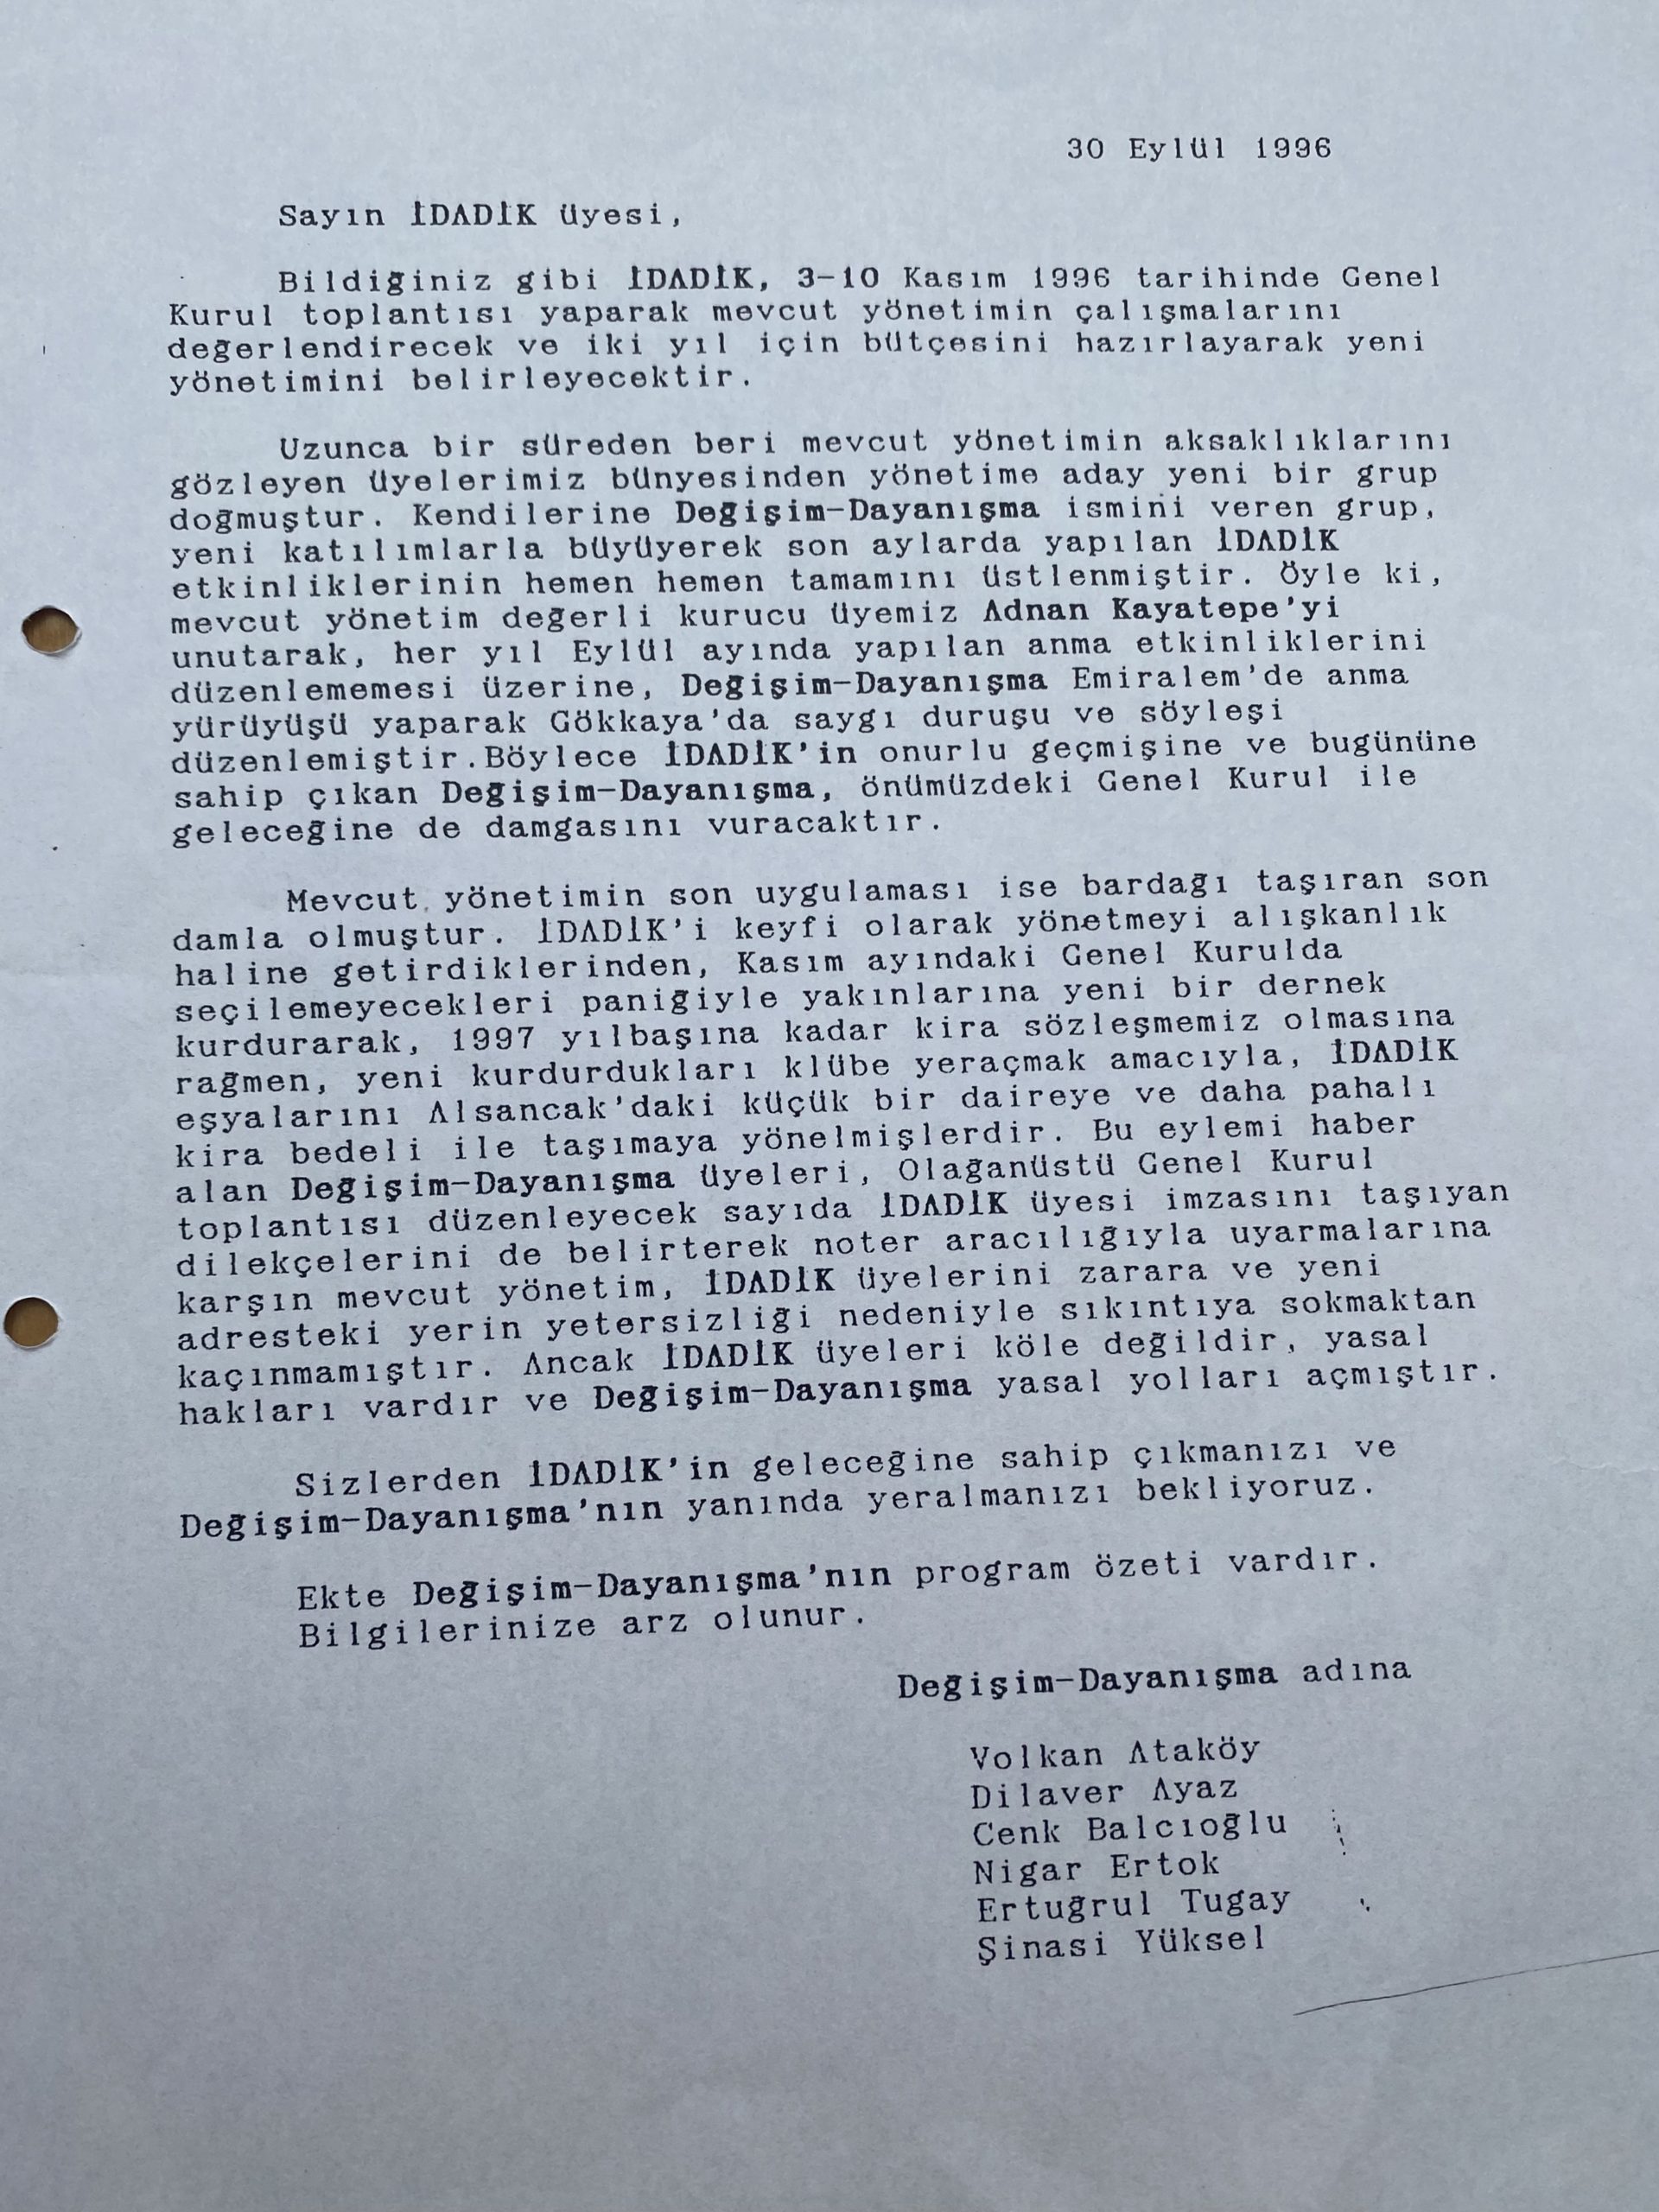 30 Eylül 1996
Sayın İDADİK üyesi,
Bildiğiniz gibi İDADİK, 3-10 Kasım 1996 tarihinde Genel
Kurul toplantısı yaparak mevcut yönetimin çalışmalarını
değerlendirecek ve iki yıl için bütçesini hazırlayarak yeni
yönetimini belirleyecektir.
Uzunca bir süreden beri mevcut yönetimin aksaklıklarını
gözleyen üyelerimiz bünyesinden yönetime aday yeni bir grup
doğmuştur. Kendilerine Değişim-Dayanışma ismini veren grup,
yeni katılımlarla büyüyerek son aylarda yapılan İDADİK
etkinliklerinin hemen hemen tamamını üstlenmiştir. Öyle ki,
mevcut yönetim değerli kurucu üyemiz Adnan Kayatepe'yi
unutarak, her yıl Eylül ayında yapılan anma etkinliklerini
düzenlememesi üzerine, Değişim-Dayanışma Emiralem'de anma
yürüyüşü yaparak Gökkaya'da saygı duruşu ve söyleşi
düzenlemiştir.Böylece İDADİK'in onurlu geçmişine ve bugününe
sahip çıkan Değişim-Dayanışma, önümüzdeki Genel Kurul ile
geleceğine de damgasını vuracaktır.
Mevcut yönetimin son uygulaması ise bardağı taşıran son
damla olmuştur. İDADİK'i keyfi olarak yönetmeyi alışkanlık
haline getirdiklerinden, Kasım ayındaki Genel Kurulda
seçilemeyecekleri paniğiyle yakınlarına yeni bir dernek
kurdurarak, 1997 yılbaşına kadar kira sözleşmemiz olmasına
rağmen, yeni kurdurdukları klübe yeraçmak amacıyla, İDADİK
eşyalarını Alsancak'daki küçük bir daireye ve daha pahalı
kira bedeli ile taşımaya yönelmişlerdir. Bu eylemi haber
alan Değişim-Dayanışma üyeleri, Olağanüstü Genel Kurul
toplantısı düzenleyecek sayıda İDADİK üyesi imzasını taşıyan
dilekçelerini de belirterek noter aracılığıyla uyarmalarına
karşın mevcut yönetim, İDADİK üyelerini zarara ve yeni
adresteki yerin yetersizliği nedeniyle sıkıntıya sokmaktan
kaçınmamıştır. Ancak İDADİK üyeleri köle değildir, yasal
hakları vardır ve Değişim-Dayanışma yasal yolları açmıştır.
Sizlerden İDADİK'in geleceğine sahip çıkmanızı ve
Değişim-Dayanışma'nın yanında yeralmanızı bekliyoruz.
Ekte Değişim-Dayanışma'nın program özeti vardır.
Bilgilerinize arz olunur.
Değişim-Dayanışma adına
Volkan Ataköy
Dilaver Ayaz
Cenk Balcıoğlu
Nigar Ertok
Ertuğrul Tugay
Şinasi Yüksel